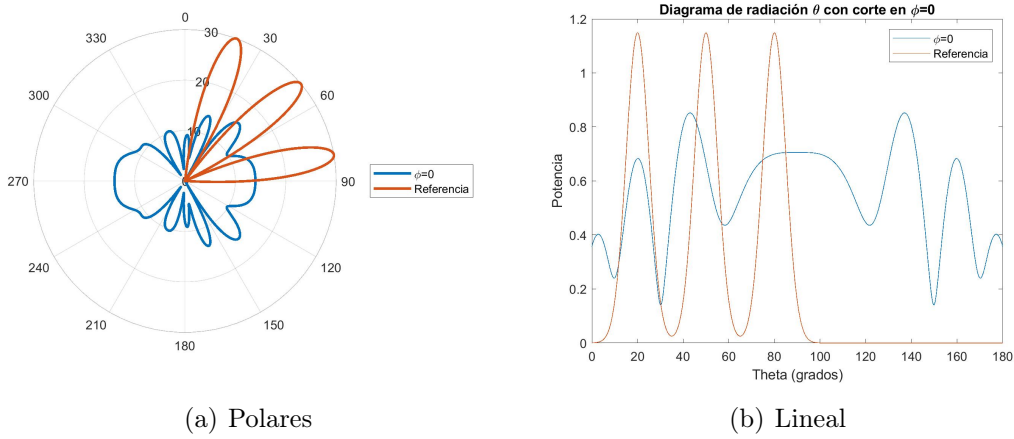 0
30
60
90
120
150
180
210
240
270
300
330
0
10
20
30
ϕ=0
Referencia
(a) Polares
Diagrama de radiación θ con corte en ϕ=0
Potencia
1.2
1
0.8
0.6
0.4
0.2
0
0 20 40 60 80 100 120 140 160 180
Theta (grados)
ϕ=0
Referencia
(b) Lineal